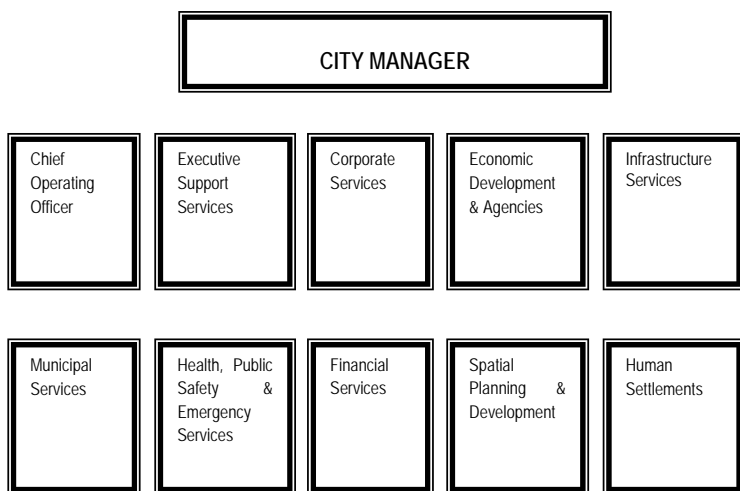 CITY MANAGER
Chief
Operating
Officer
Executive
Support
Services
Corporate
Services
Economic
Development
& Agencies
Infrastructure
Services
Municipal
Services
Health, Public
Safety &
Emergency
Services
Financial
Services
Spatial
Planning &
Development
Human
Settlements